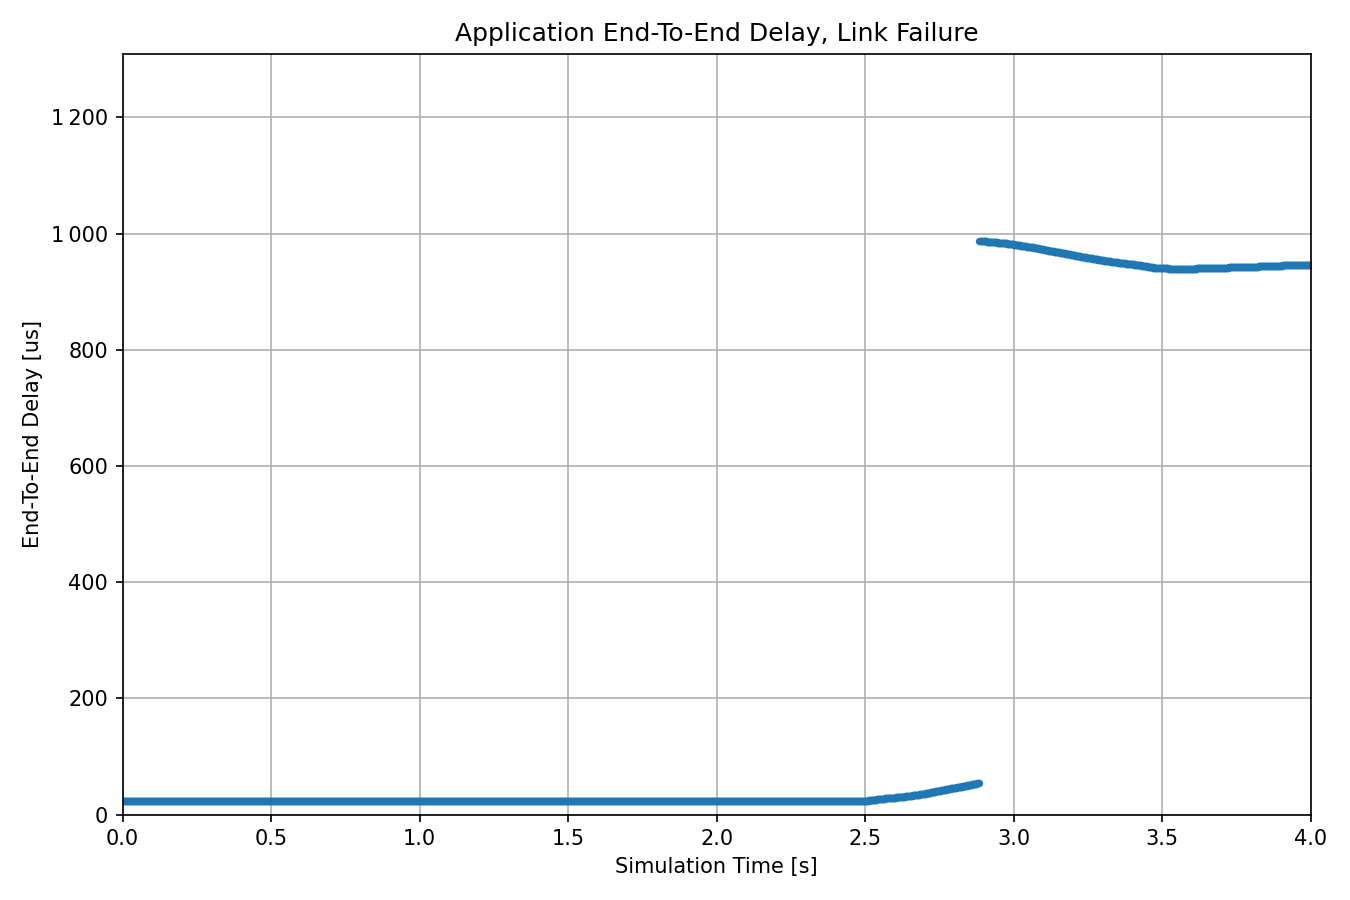 Application End-To-End Delay, Link Failure
1 200
1 000
800
600
400
200
0
End-To-End Delay [us]
0.0 0.5 1.0 1.5 2.0 2.5 3.0 3.5 4.0
Simulation Time [s]